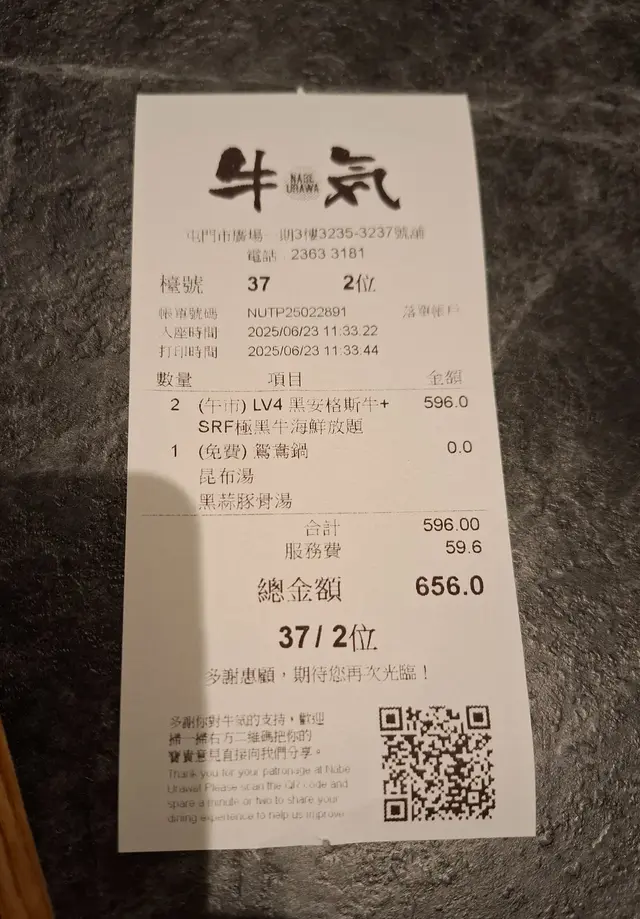 牛気
NABE URAWA
屯門市廣場一期3樓3235-3237號舖
電話 : 2363 3181
檯號 37 2位
帳單號碼 NUTP25022891 落單帳戶
入座時間 2025/06/23 11:33:22
打印時間 2025/06/23 11:33:44
數量 項目 金額
2 (午市) LV4 黑安格斯牛+ 596.0
SRF極黑牛海鮮放題
1 (免費) 鴛鴦鍋 0.0
昆布湯
黑蒜豚骨湯
合計 596.00
服務費 59.6
總金額 656.0
37 / 2位
多謝惠顧，期待您再次光臨！
多謝你對牛気的支持，歡迎
掃一掃右方二維碼把你的
寶貴意見直接向我們分享。
Thank you for your patronage at Nabe
Urawa! Please scan the QR code and
spare a minute or two to share your
dining experience to help us improve